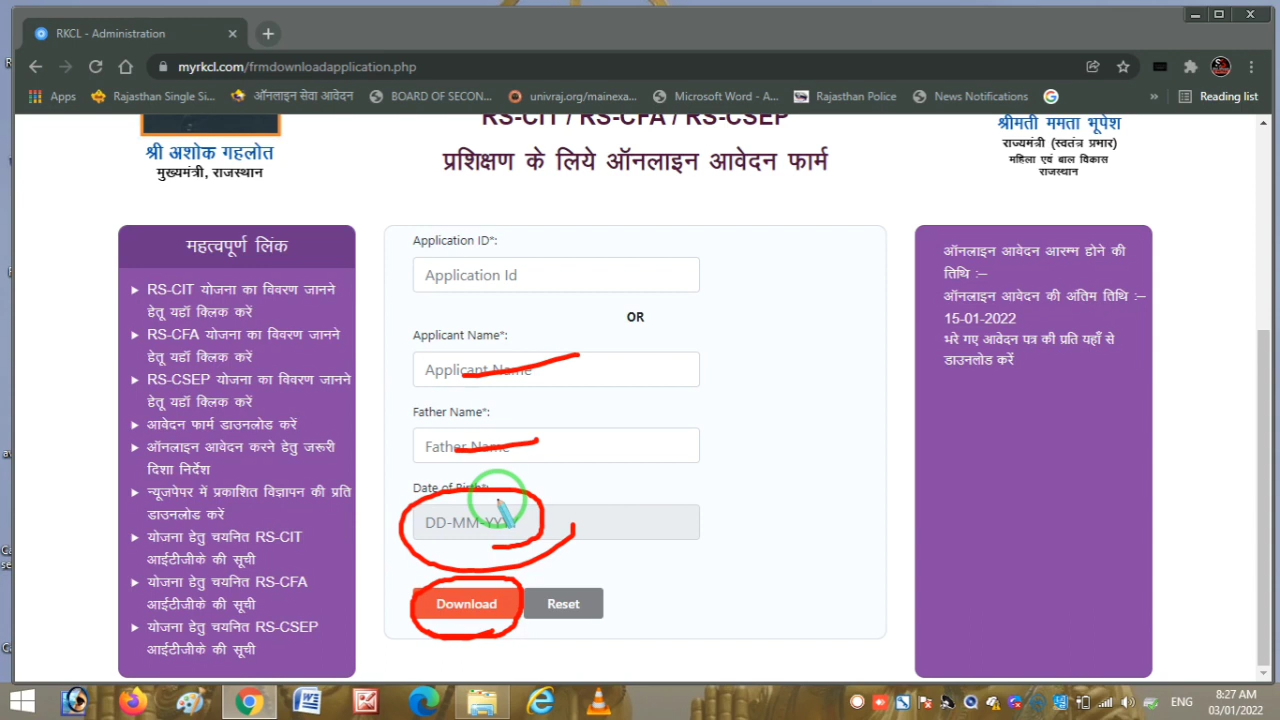 RKCL - Administration
myrkcl.com/frmdownloadapplication.php
Apps
Rajasthan Single Si...
ऑनलाइन सेवा आवेदन
BOARD OF SECON...
univraj.org/mainexa...
Microsoft Word - A...
Rajasthan Police
News Notifications
»
Reading list
श्री अशोक गहलोत
मुख्यमंत्री, राजस्थान
RS-CIT / RS-CFA / RS-CSEP
प्रशिक्षण के लिये ऑनलाइन आवेदन फार्म
श्रीमती ममता भूपेश
राज्यमंत्री (स्वतंत्र प्रभार)
महिला एवं बाल विकास
राजस्थान
महत्वपूर्ण लिंक
RS-CIT योजना का विवरण जानने
हेतू यहॉ क्लिक करें
RS-CFA योजना का विवरण जानने
हेतू यहॉ क्लिक करें
RS-CSEP योजना का विवरण जानने
हेतू यहॉ क्लिक करें
आवेदन फार्म डाउनलोड करें
ऑनलाइन आवेदन करने हेतु जरूरी
दिशा निर्देश
न्यूजपेपर में प्रकाशित विज्ञापन की प्रति
डाउनलोड करें
योजना हेतु चयनित RS-CIT
आईटीजीके की सूची
योजना हेतु चयनित RS-CFA
आईटीजीके की सूची
योजना हेतु चयनित RS-CSEP
आईटीजीके की सूची
Application ID*:
Application Id
OR
Applicant Name*:
Applicant Name
Father Name*:
Father Name
Date of Birth*:
DD-MM-YYYY
Download
Reset
ऑनलाइन आवेदन आरम्भ होने की
तिथि :–
ऑनलाइन आवेदन की अंतिम तिथि :–
15-01-2022
भरे गए आवेदन पत्र की प्रति यहाँ से
डाउनलोड करें
ENG
8:27 AM
03/01/2022